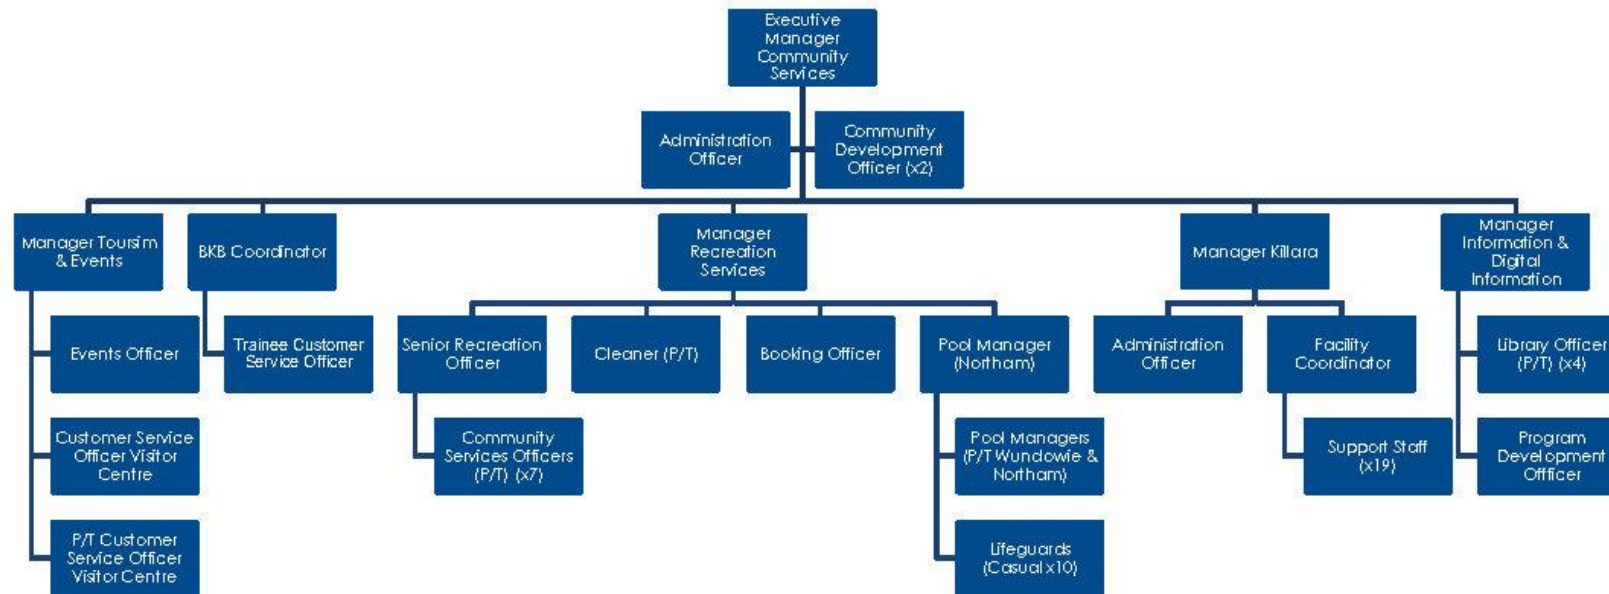 Executive
Manager
Community
Services
Administration
Officer
Community
Development
Officer (x2)
Manager Toursim
& Events
BKB Coordinator
Manager
Recreation
Services
Manager Killara
Manager
Information &
Digital
Information
Events Officer
Trainee Customer
Service Officer
Senior Recreation
Officer
Cleaner (P/T)
Booking Officer
Pool Manager
(Northam)
Administration
Officer
Facility
Coordinator
Library Officer
(P/T) (x4)
Customer Service
Officer Visitor
Centre
Community
Services Officers
(P/T) (x7)
Pool Managers
(P/T Wundowie &
Northam)
Support Staff
(x19)
Program
Development
Officer
P/T Customer
Service Officer
Visitor Centre
Lifeguards
(Casual x10)